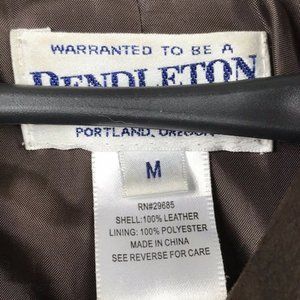 WARRANTED TO BE A
PENDLETON
PORTLAND, OREGON
M
RN#29685
SHELL:100% LEATHER
LINING: 100% POLYESTER
MADE IN CHINA
SEE REVERSE FOR CARE